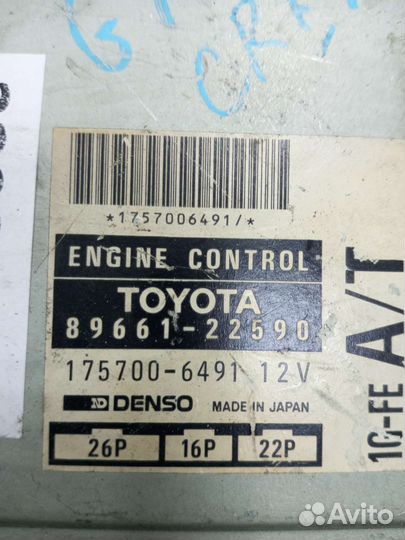 *1757006491/*
ENGINE CONTROL
TOYOTA
89661-22590
175700-6491 12V
DENSO MADE IN JAPAN
26P 16P 22P
1G-FE A/T
Avito